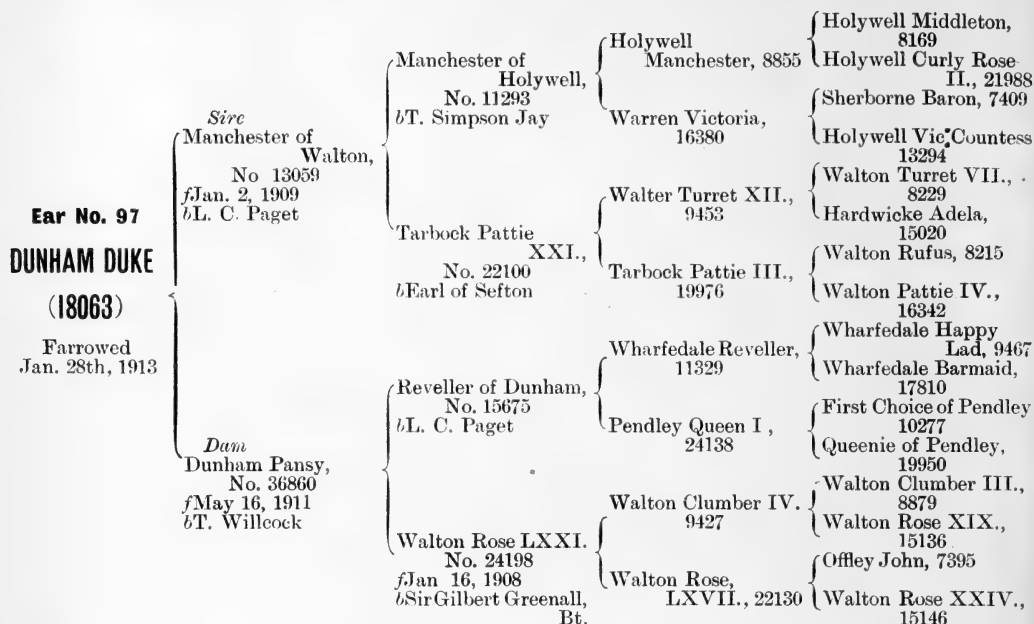 Ear No. 97
DUNHAM DUKE
(18063)
Farrowed
Jan. 28th, 1913
Sire
Manchester of
Walton,
No 13059
fJan. 2, 1909
bL. C. Paget
Dam
Dunham Pansy,
No. 36860
fMay 16, 1911
bT. Willcock
Manchester of
Holywell,
No. 11293
bT. Simpson Jay
Tarbock Pattie
XXI.,
No. 22100
bEarl of Sefton
Reveller of Dunham,
No. 15675
bL. C. Paget
Walton Rose LXXI.
No. 24198
fJan 16, 1908
bSir Gilbert Greenall,
Bt.
Holywell
Manchester, 8855
Warren Victoria,
16380
Walter Turret XII.,
9453
Tarbock Pattie III.,
19976
Wharfedale Reveller,
11329
Pendley Queen I ,
24138
Walton Clumber IV.
9427
Walton Rose,
LXVII., 22130
Holywell Middleton,
8169
Holywell Curly Rose
II., 21988
Sherborne Baron, 7409
Holywell Vic. Countess
13294
Walton Turret VII.,
8229
Hardwicke Adela,
15020
Walton Rufus, 8215
Walton Pattie IV.,
16342
Wharfedale Happy
Lad, 9467
Wharfedale Barmaid,
17810
First Choice of Pendley
10277
Queenie of Pendley,
19950
Walton Clumber III.,
8879
Walton Rose XIX.,
15136
Offley John, 7395
Walton Rose XXIV.,
15146